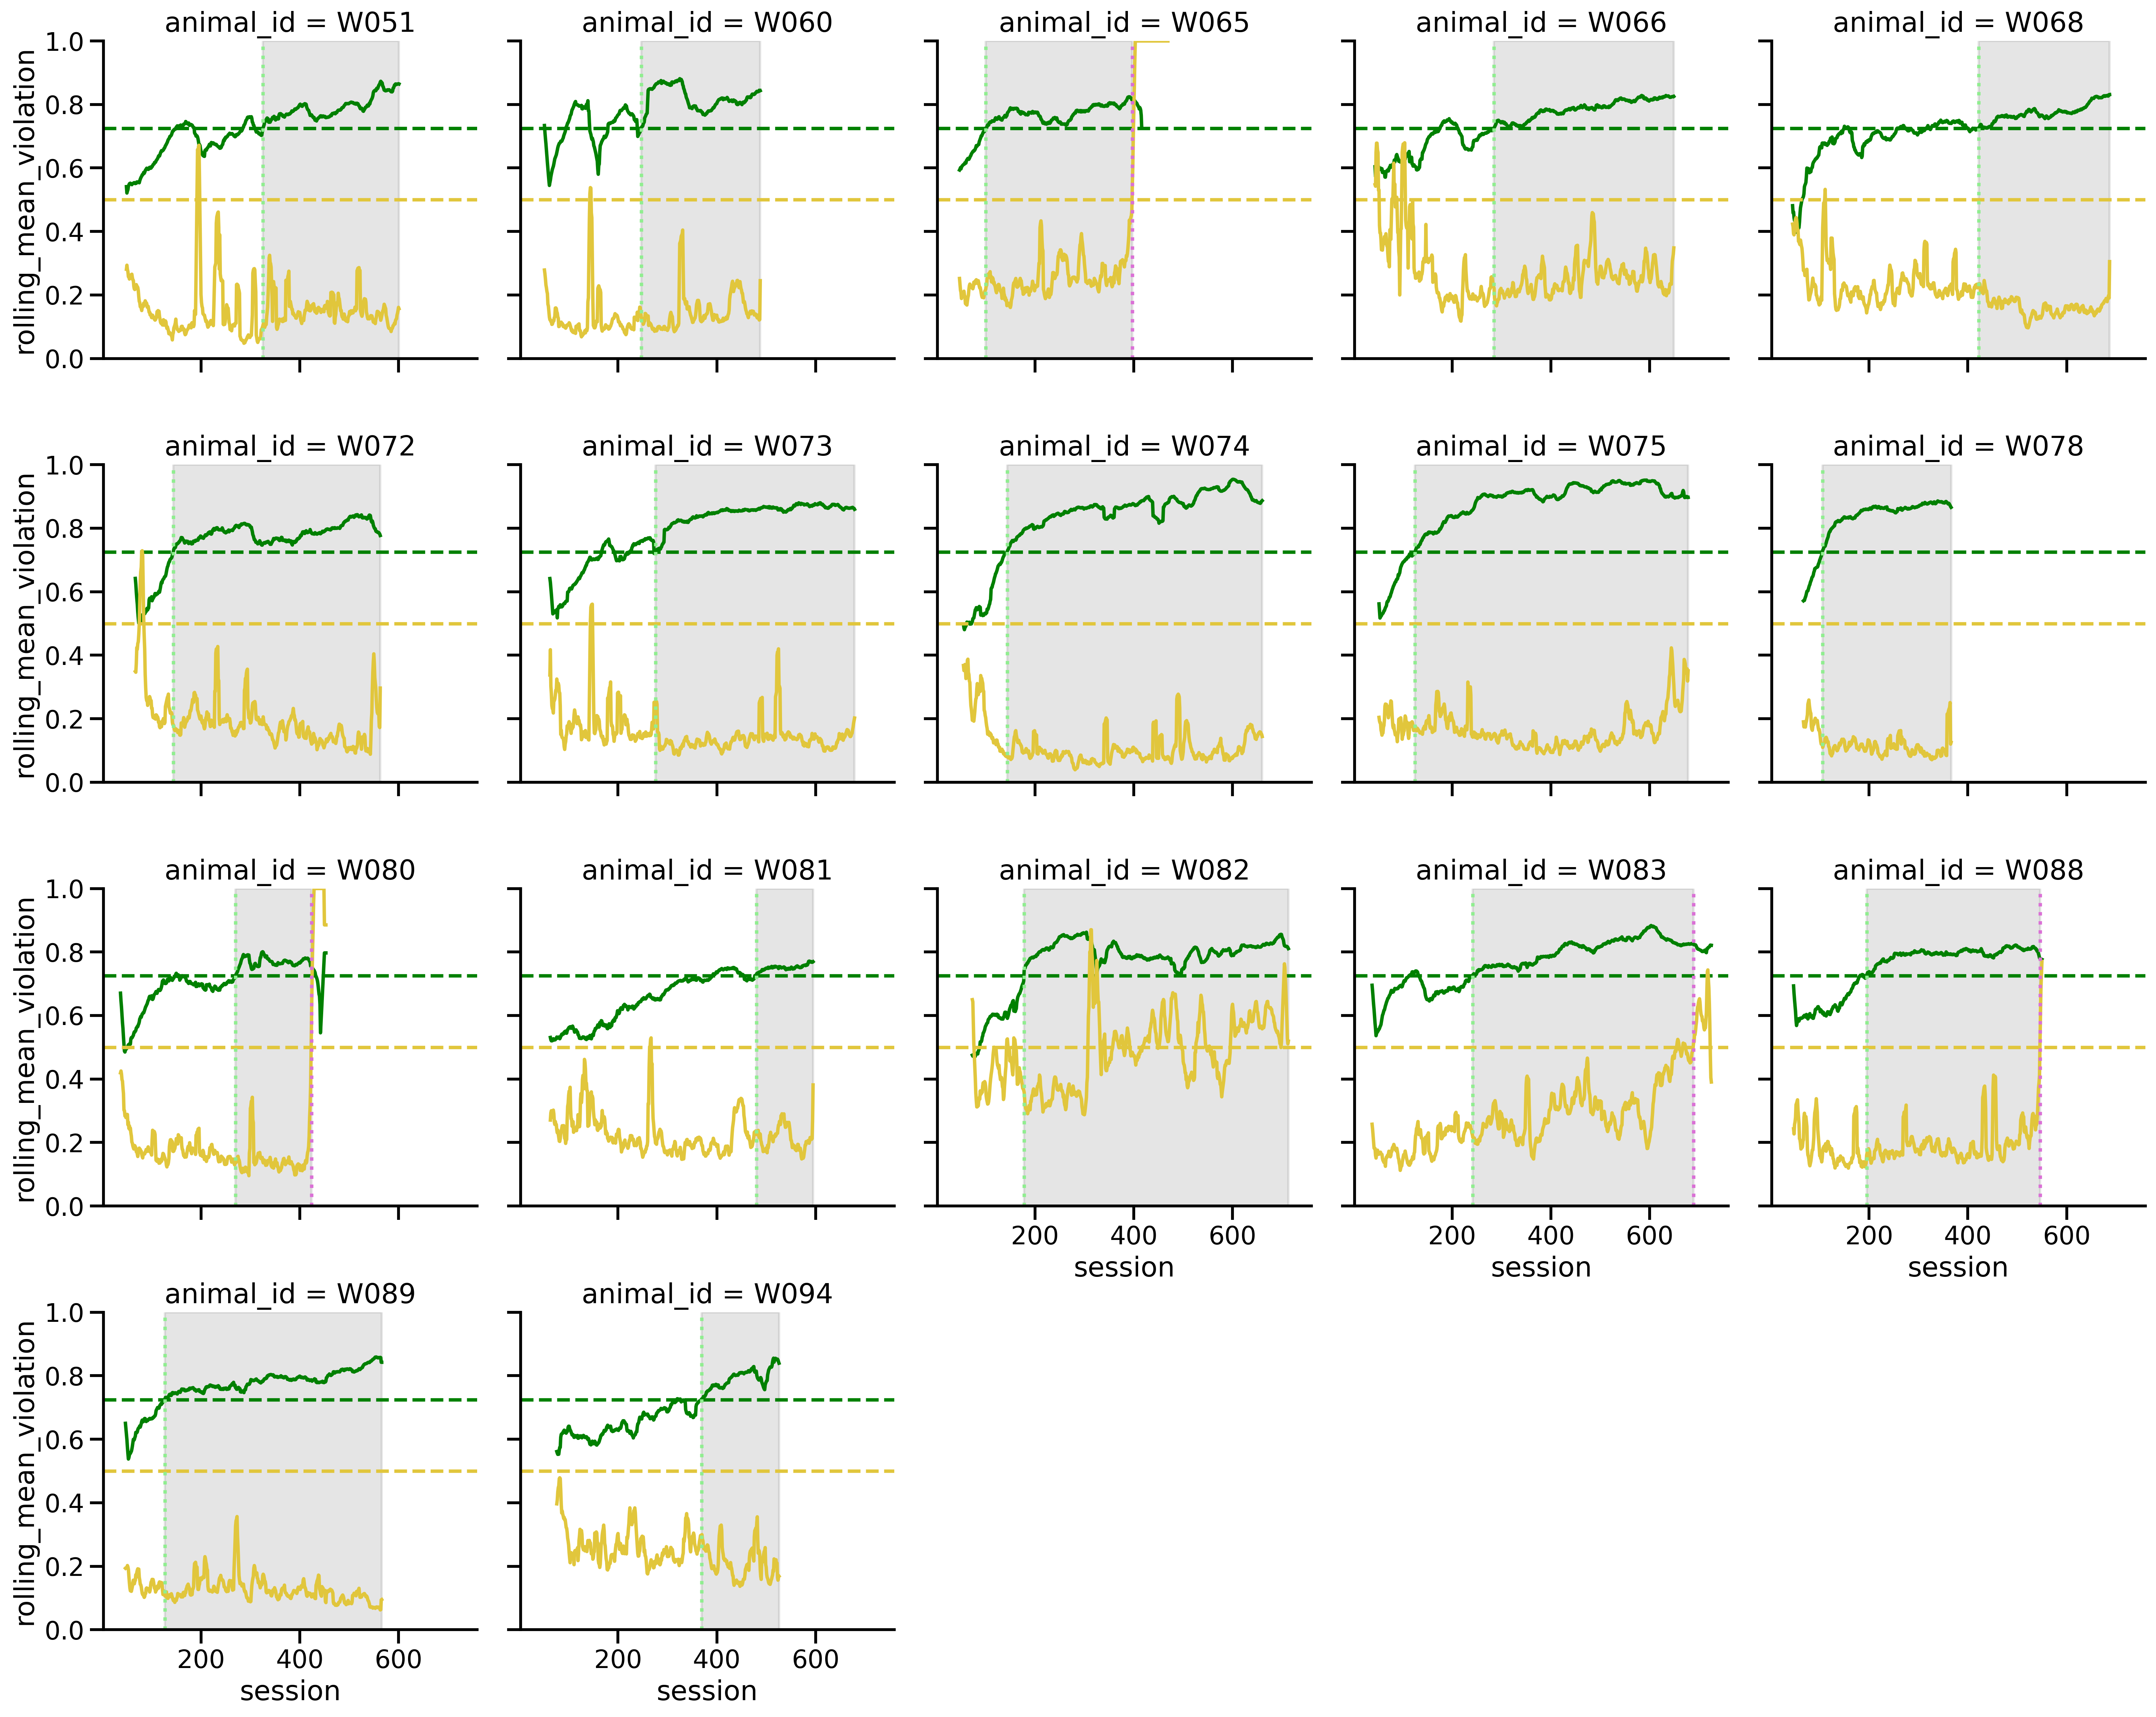 animal_id = W051
animal_id = W060
animal_id = W065
animal_id = W066
animal_id = W068
rolling_mean_violation
1.0
0.8
0.6
0.4
0.2
0.0
animal_id = W072
animal_id = W073
animal_id = W074
animal_id = W075
animal_id = W078
rolling_mean_violation
1.0
0.8
0.6
0.4
0.2
0.0
animal_id = W080
animal_id = W081
animal_id = W082
animal_id = W083
animal_id = W088
rolling_mean_violation
1.0
0.8
0.6
0.4
0.2
0.0
200 400 600
session
200 400 600
session
200 400 600
session
animal_id = W089
animal_id = W094
rolling_mean_violation
1.0
0.8
0.6
0.4
0.2
0.0
200 400 600
session
200 400 600
session